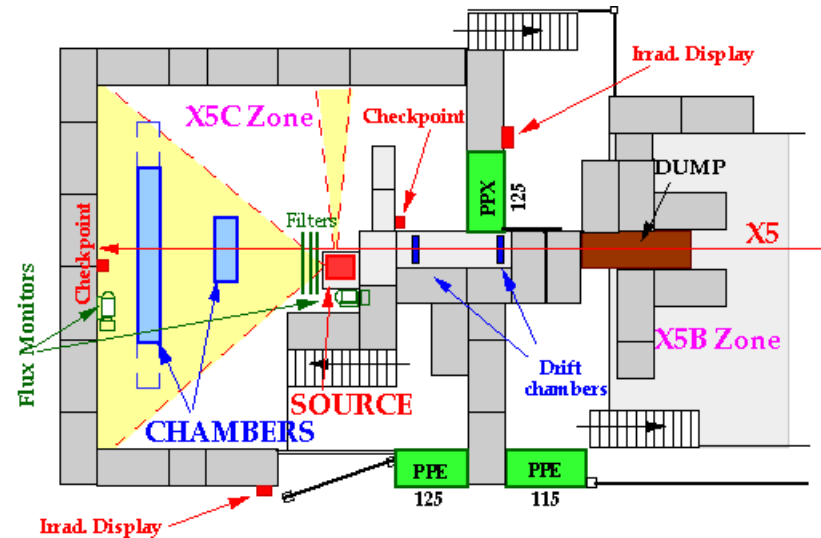 Irrad. Display
X5C Zone
Checkpoint
DUMP
PPX
125
Filters
X5
Checkpoint
Flux Monitors
X5B Zone
Drift
chambers
SOURCE
CHAMBERS
PPE
PPE
125
115
Irrad. Display